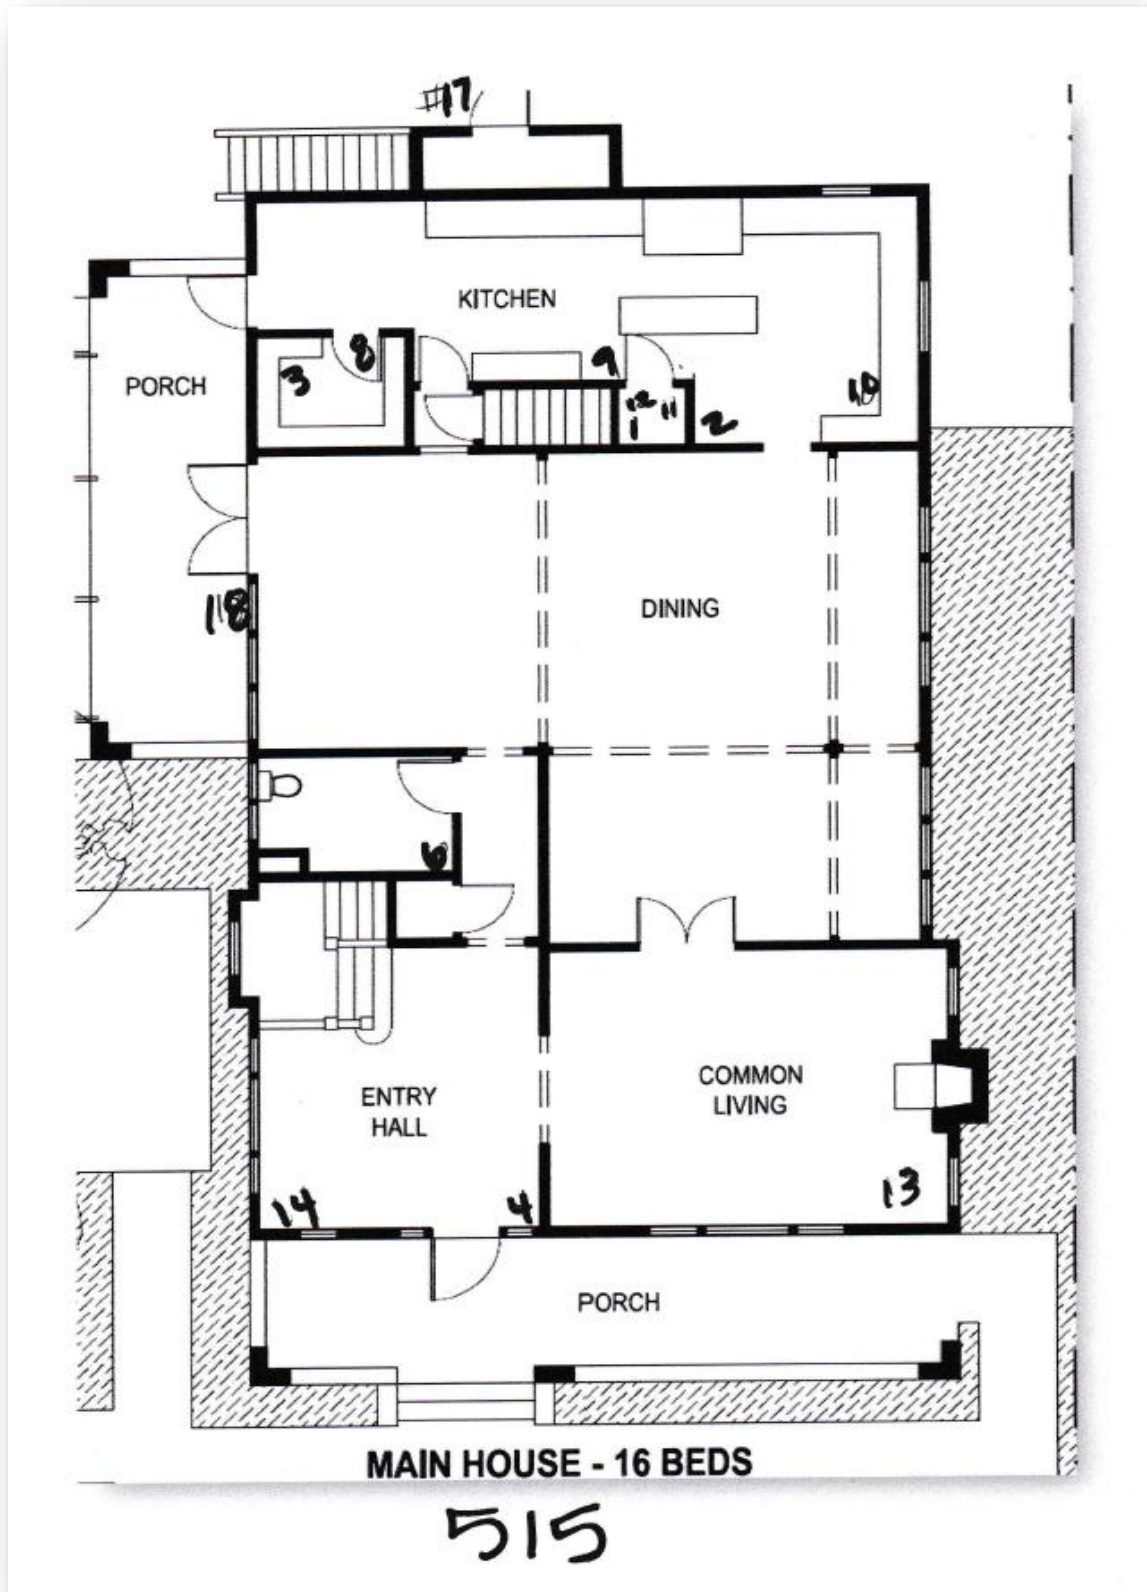 #17
KITCHEN
8
9
3
PORCH
10
12
11
1
2
18
DINING
6
ENTRY
HALL
COMMON
LIVING
14
4
13
PORCH
MAIN HOUSE - 16 BEDS
515